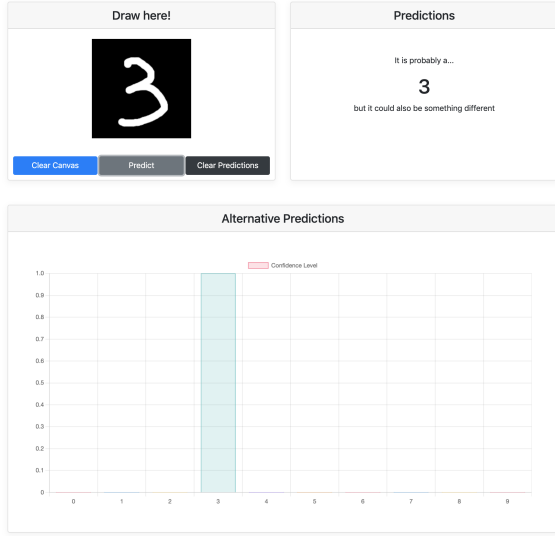 Draw here!
3
Clear Canvas
Predict
Clear Predictions
Predictions
It is probably a...
3
but it could also be something different
Alternative Predictions
Confidence Level
1.0
0.9
0.8
0.7
0.6
0.5
0.4
0.3
0.2
0.1
0
0 1 2 3 4 5 6 7 8 9